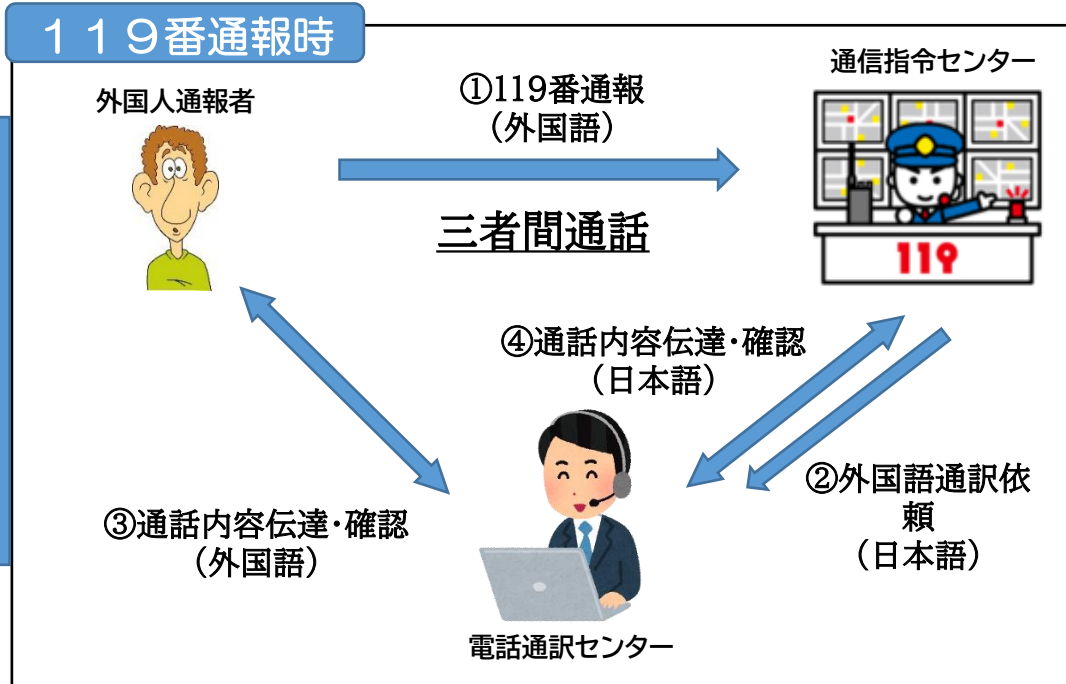 １１９番通報時
外国人通報者
①119番通報
（外国語）
通信指令センター
三者間通話
119
④通話内容伝達・確認
（日本語）
②外国語通訳依
頼
（日本語）
③通話内容伝達・確認
（外国語）
電話通訳センター